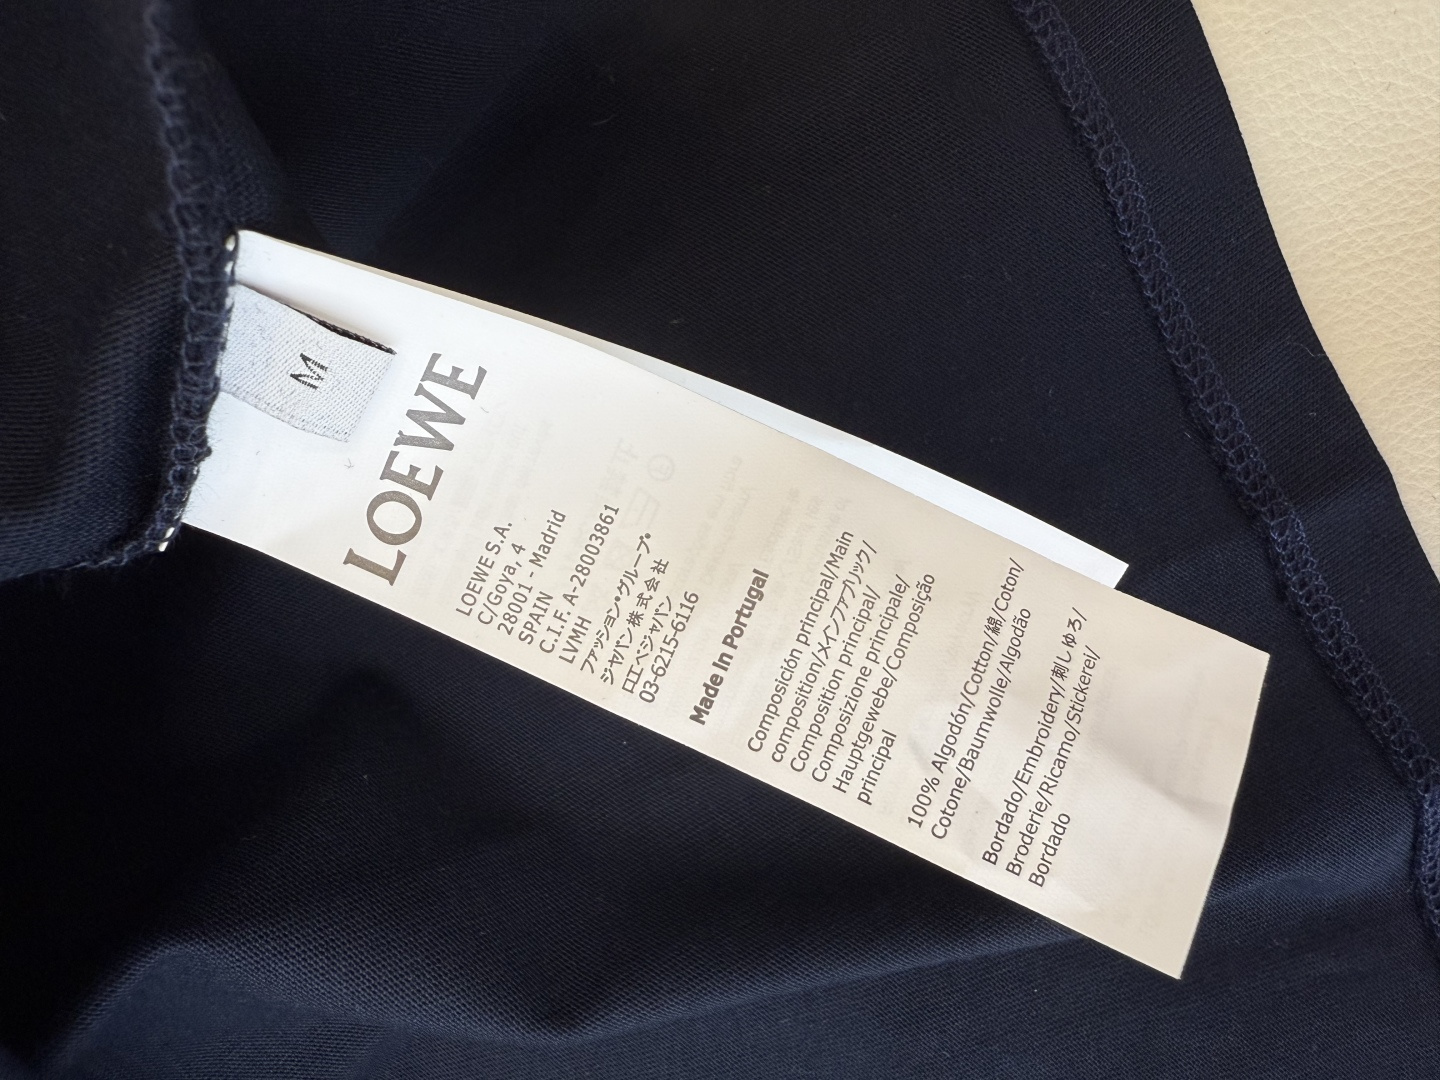 M
LOEWE
LOEWE S.A.
C/Goya, 4
28001 - Madrid
SPAIN
C.I.F. A-28003861
LVMH
ファッション・グループ・
ジャパン株式会社
ロエベジャパン
03-6215-6116
Made In Portugal
Composición principal/Main
composition/メインファブリック/
Composition principal/
Composizione principale/
Hauptgewebe/Composição
principal
100% Algodón/Cotton/綿/Coton/
Cotone/Baumwolle/Algodão
Bordado/Embroidery/刺しゅう/
Broderie/Ricamo/Stickerei/
Bordado